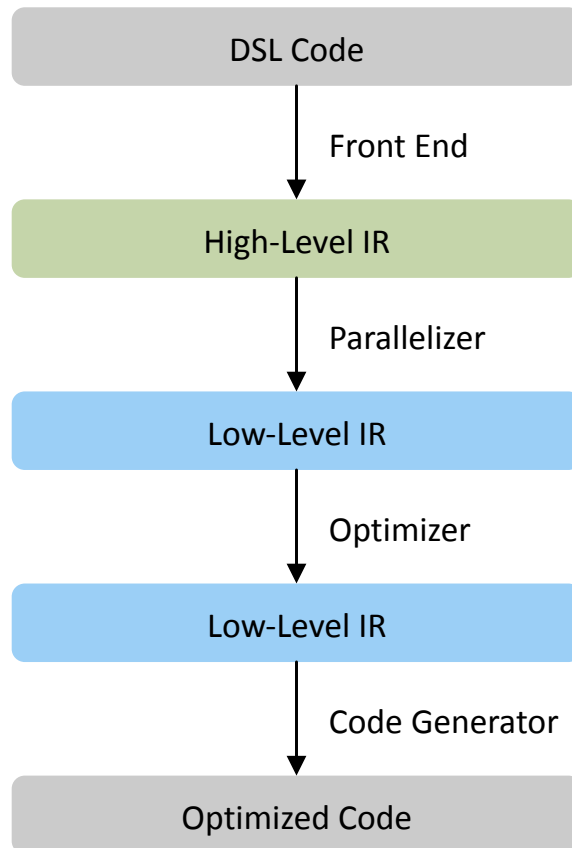 DSL Code
Front End
High-Level IR
Parallelizer
Low-Level IR
Optimizer
Low-Level IR
Code Generator
Optimized Code